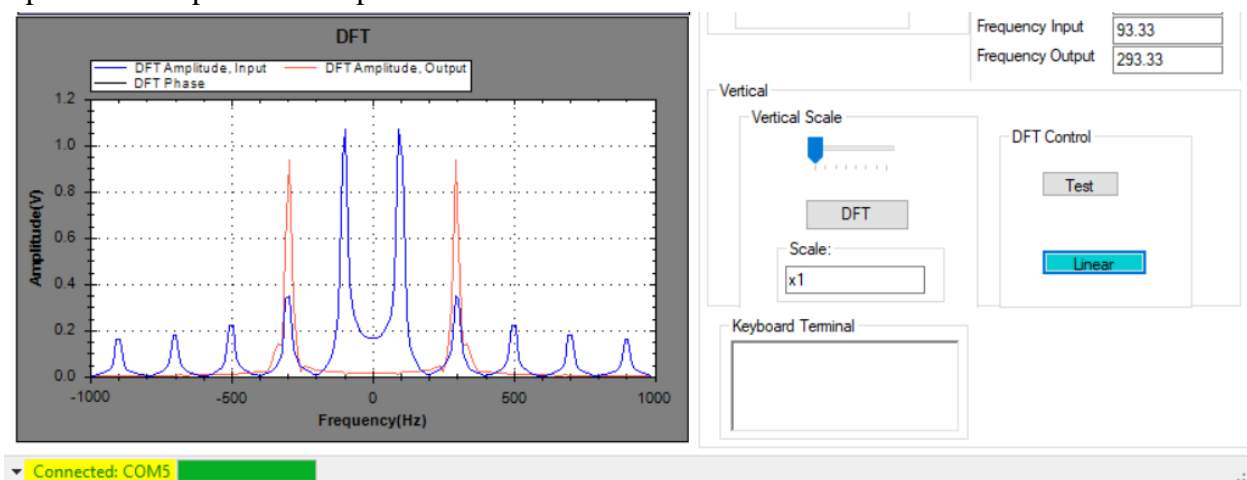 DFT
DFT Amplitude, Input DFT Amplitude, Output
DFT Phase
1.2
1.0
0.8
0.6
0.4
0.2
0.0
Amplitude(V)
-1000 -500 0 500 1000
Frequency(Hz)
Frequency Input 93.33
Frequency Output 293.33
Vertical
Vertical Scale
DFT
Scale:
x1
DFT Control
Test
Linear
Keyboard Terminal
Connected: COM5